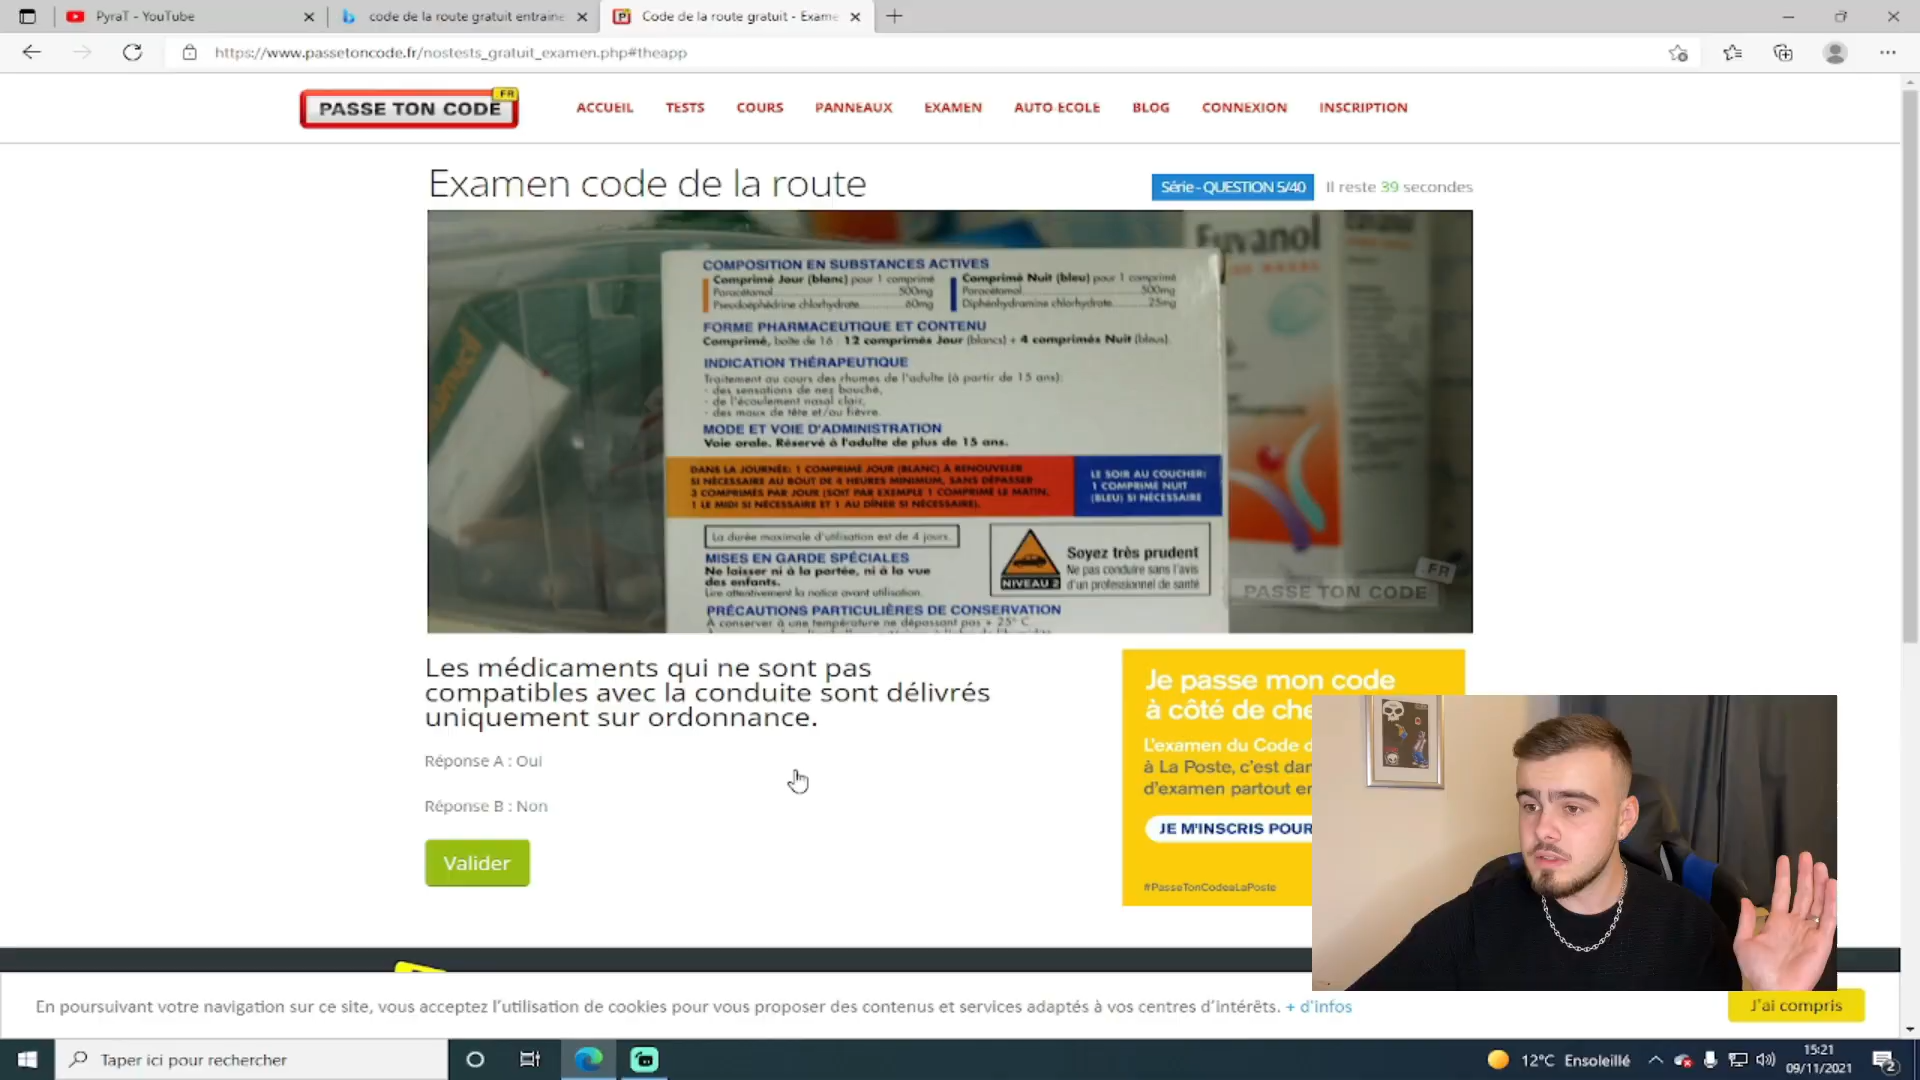 PyraT - YouTube
code de la route gratuit entraine
Code de la route gratuit - Exame
https://www.passetoncode.fr/nostests_gratuit_examen.php#theapp
PASSE TON CODE .FR
ACCUEIL TESTS COURS PANNEAUX EXAMEN AUTO ECOLE BLOG CONNEXION INSCRIPTION
Examen code de la route
Série - QUESTION 5/40
Il reste 39 secondes
Euvanol
COMPOSITION EN SUBSTANCES ACTIVES
Comprimé Jour (blanc) pour 1 comprimé
Paracétamol 500mg
Pseudoéphédrine chlorhydrate 60mg
Comprimé Nuit (bleu) pour 1 comprimé
Paracétamol 500mg
Diphénhydramine chlorhydrate 25mg
FORME PHARMACEUTIQUE ET CONTENU
Comprimé, boîte de 16 : 12 comprimés Jour (blancs) + 4 comprimés Nuit (bleus).
INDICATION THÉRAPEUTIQUE
Traitement au cours des rhumes de l'adulte (à partir de 15 ans):
- des sensations de nez bouché,
- de l'écoulement nasal clair,
- des maux de tête et/ou fièvre.
MODE ET VOIE D'ADMINISTRATION
Voie orale. Réservé à l'adulte de plus de 15 ans.
DANS LA JOURNÉE: 1 COMPRIMÉ JOUR (BLANC) À RENOUVELER
SI NÉCESSAIRE AU BOUT DE 4 HEURES MINIMUM, SANS DÉPASSER
3 COMPRIMÉS PAR JOUR (SOIT PAR EXEMPLE 1 COMPRIMÉ LE MATIN,
1 LE MIDI SI NÉCESSAIRE ET 1 AU DÎNER SI NÉCESSAIRE).
LE SOIR AU COUCHER:
1 COMPRIMÉ NUIT
(BLEU) SI NÉCESSAIRE
La durée maximale d'utilisation est de 4 jours.
MISES EN GARDE SPÉCIALES
Ne laisser ni à la portée, ni à la vue
des enfants.
Lire attentivement la notice avant utilisation.
NIVEAU 2
Soyez très prudent
Ne pas conduire sans l'avis
d'un professionnel de santé
PRÉCAUTIONS PARTICULIÈRES DE CONSERVATION
À conserver à une température ne dépassant pas + 25° C
PASSE TON CODE .FR
Les médicaments qui ne sont pas
compatibles avec la conduite sont délivrés
uniquement sur ordonnance.
Réponse A : Oui
Réponse B : Non
Valider
Je passe mon code
à côté de che
L'examen du Code d
à La Poste, c'est dan
d'examen partout en
JE M'INSCRIS POUR
#PasseTonCodeaLaPoste
En poursuivant votre navigation sur ce site, vous acceptez l'utilisation de cookies pour vous proposer des contenus et services adaptés à vos centres d'intérêts. + d'infos
J'ai compris
Taper ici pour rechercher
12°C Ensoleillé
15:21
09/11/2021
2